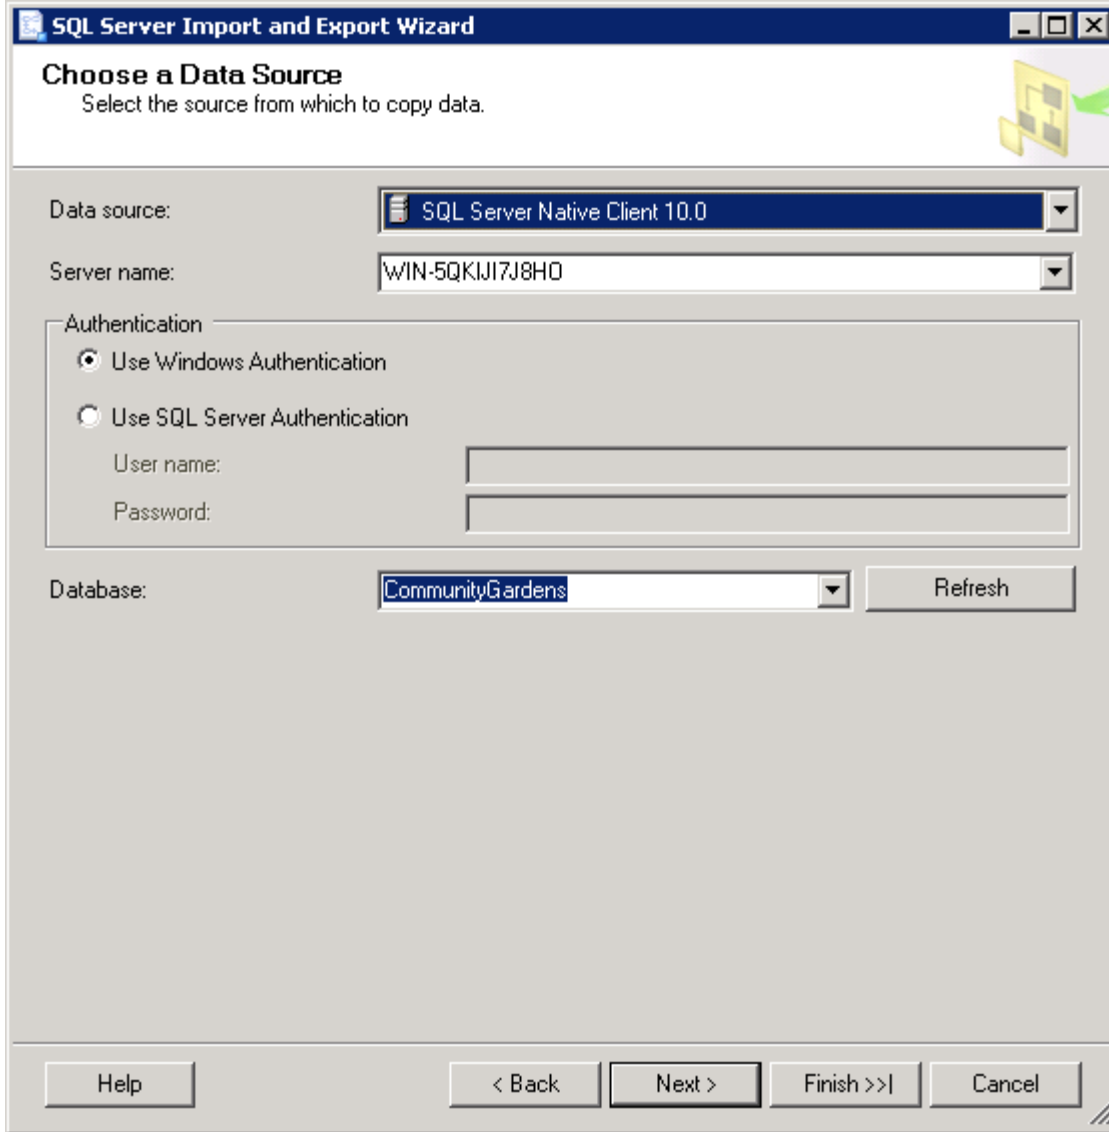 SQL Server Import and Export Wizard
Choose a Data Source
Select the source from which to copy data.
Data source: SQL Server Native Client 10.0
Server name: WIN-5QKIJI7J8HO
Authentication
Use Windows Authentication
Use SQL Server Authentication
User name:
Password:
Database: CommunityGardens Refresh
Help < Back Next > Finish >>| Cancel